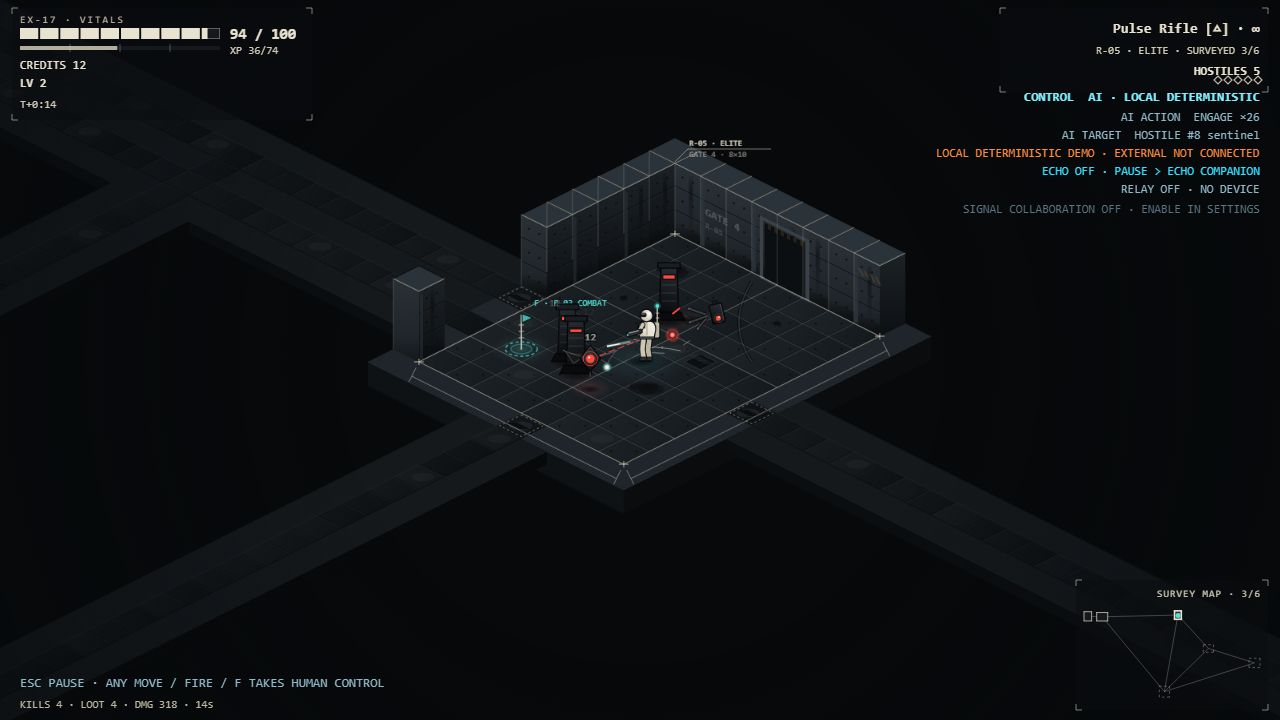 EX-17 · VITALS
94 / 100
XP 36/74
CREDITS 12
LV 2
T+0:14
Pulse Rifle [▲] · ∞
R-05 · ELITE · SURVEYED 3/6
HOSTILES 5
CONTROL AI · LOCAL DETERMINISTIC
AI ACTION ENGAGE ×26
AI TARGET HOSTILE #8 sentinel
LOCAL DETERMINISTIC DEMO · EXTERNAL NOT CONNECTED
ECHO OFF · PAUSE > ECHO COMPANION
RELAY OFF · NO DEVICE
SIGNAL COLLABORATION OFF · ENABLE IN SETTINGS
R-05 · ELITE
GATE 4 · 8×10
GATE 4
R-05
COMBAT
12
SURVEY MAP · 3/6
ESC PAUSE · ANY MOVE / FIRE / F TAKES HUMAN CONTROL
KILLS 4 · LOOT 4 · DMG 318 · 14s